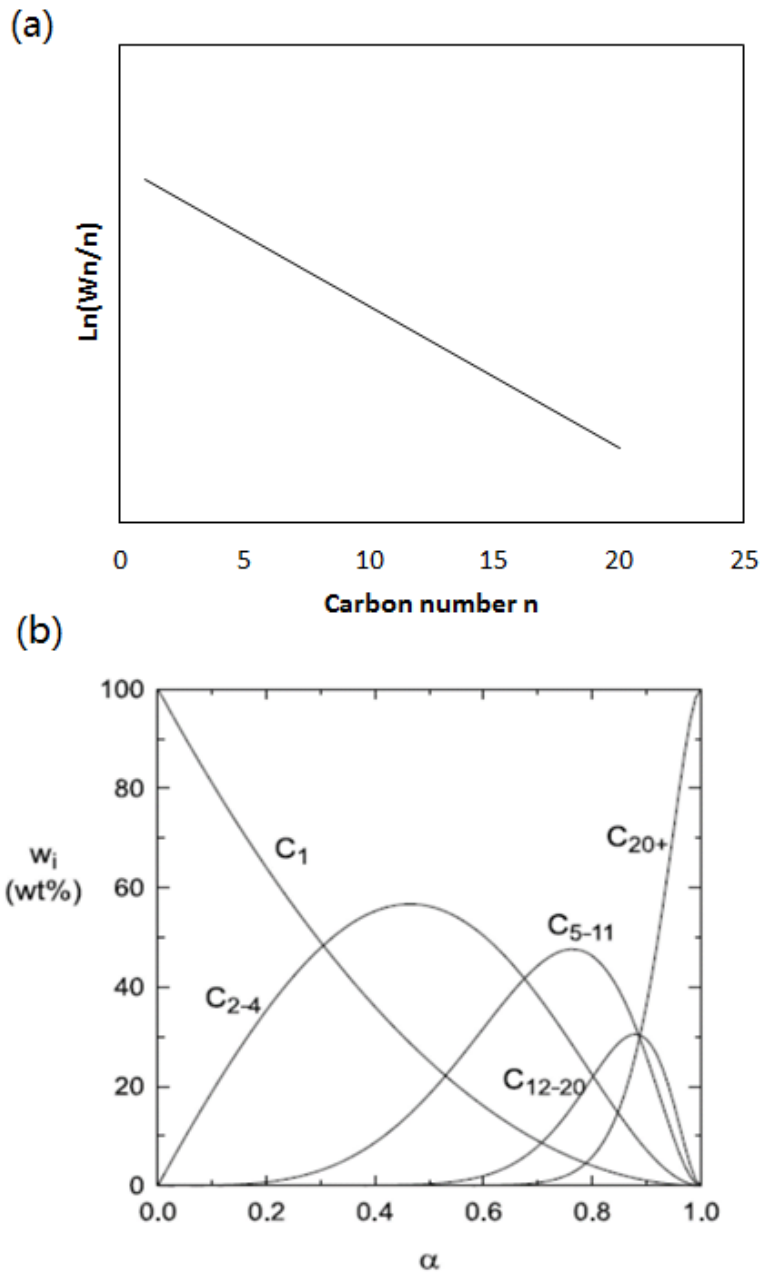 (a)
Ln(Wn/n)
0 5 10 15 20 25
Carbon number n
(b)
100
80
60
40
20
0
wᵢ
(wt%)
C₁
C₂₋₄
C₅₋₁₁
C₁₂₋₂₀
C₂₀₊
0.0 0.2 0.4 0.6 0.8 1.0
α